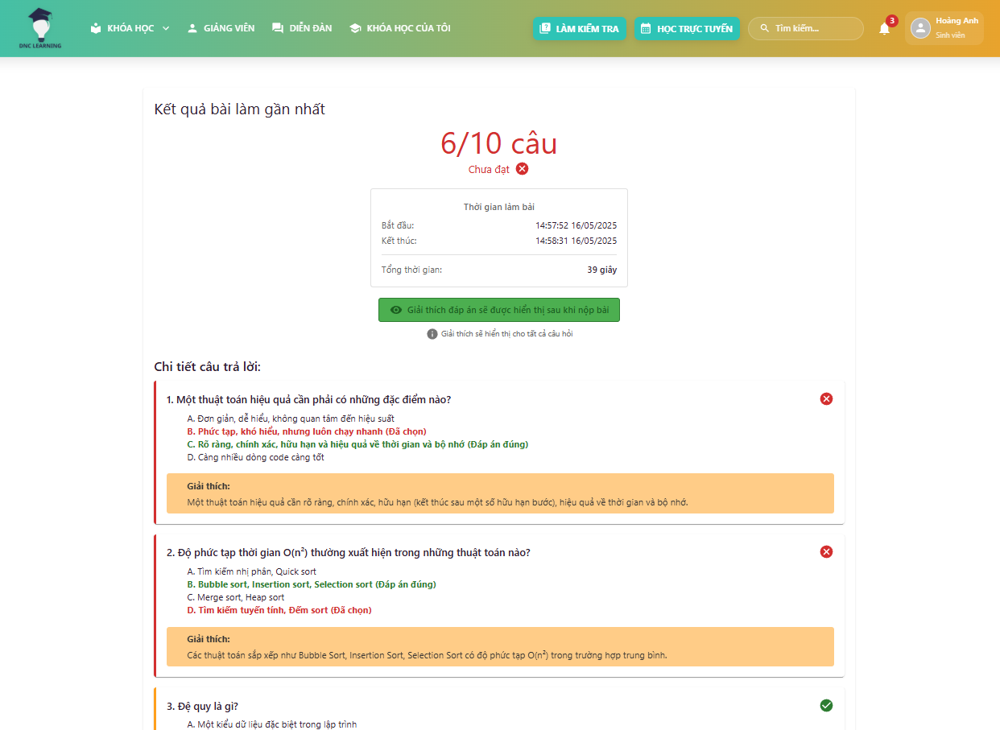 DNC LEARNING
KHÓA HỌC
GIẢNG VIÊN
DIỄN ĐÀN
KHÓA HỌC CỦA TÔI
LÀM KIỂM TRA
HỌC TRỰC TUYẾN
Tìm kiếm...
3
Hoàng Anh
Sinh viên
Kết quả bài làm gần nhất
6/10 câu
Chưa đạt
Thời gian làm bài
Bắt đầu: 14:57:52 16/05/2025
Kết thúc: 14:58:31 16/05/2025
Tổng thời gian: 39 giây
Giải thích đáp án sẽ được hiển thị sau khi nộp bài
Giải thích sẽ hiển thị cho tất cả câu hỏi
Chi tiết câu trả lời:
1. Một thuật toán hiệu quả cần phải có những đặc điểm nào?
A. Đơn giản, dễ hiểu, không quan tâm đến hiệu suất
B. Phức tạp, khó hiểu, nhưng luôn chạy nhanh (Đã chọn)
C. Rõ ràng, chính xác, hữu hạn và hiệu quả về thời gian và bộ nhớ (Đáp án đúng)
D. Càng nhiều dòng code càng tốt
Giải thích:
Một thuật toán hiệu quả cần rõ ràng, chính xác, hữu hạn (kết thúc sau một số hữu hạn bước), hiệu quả về thời gian và bộ nhớ.
2. Độ phức tạp thời gian O(n²) thường xuất hiện trong những thuật toán nào?
A. Tìm kiếm nhị phân, Quick sort
B. Bubble sort, Insertion sort, Selection sort (Đáp án đúng)
C. Merge sort, Heap sort
D. Tìm kiếm tuyến tính, Đếm sort (Đã chọn)
Giải thích:
Các thuật toán sắp xếp như Bubble Sort, Insertion Sort, Selection Sort có độ phức tạp O(n²) trong trường hợp trung bình.
3. Đệ quy là gì?
A. Một kiểu dữ liệu đặc biệt trong lập trình